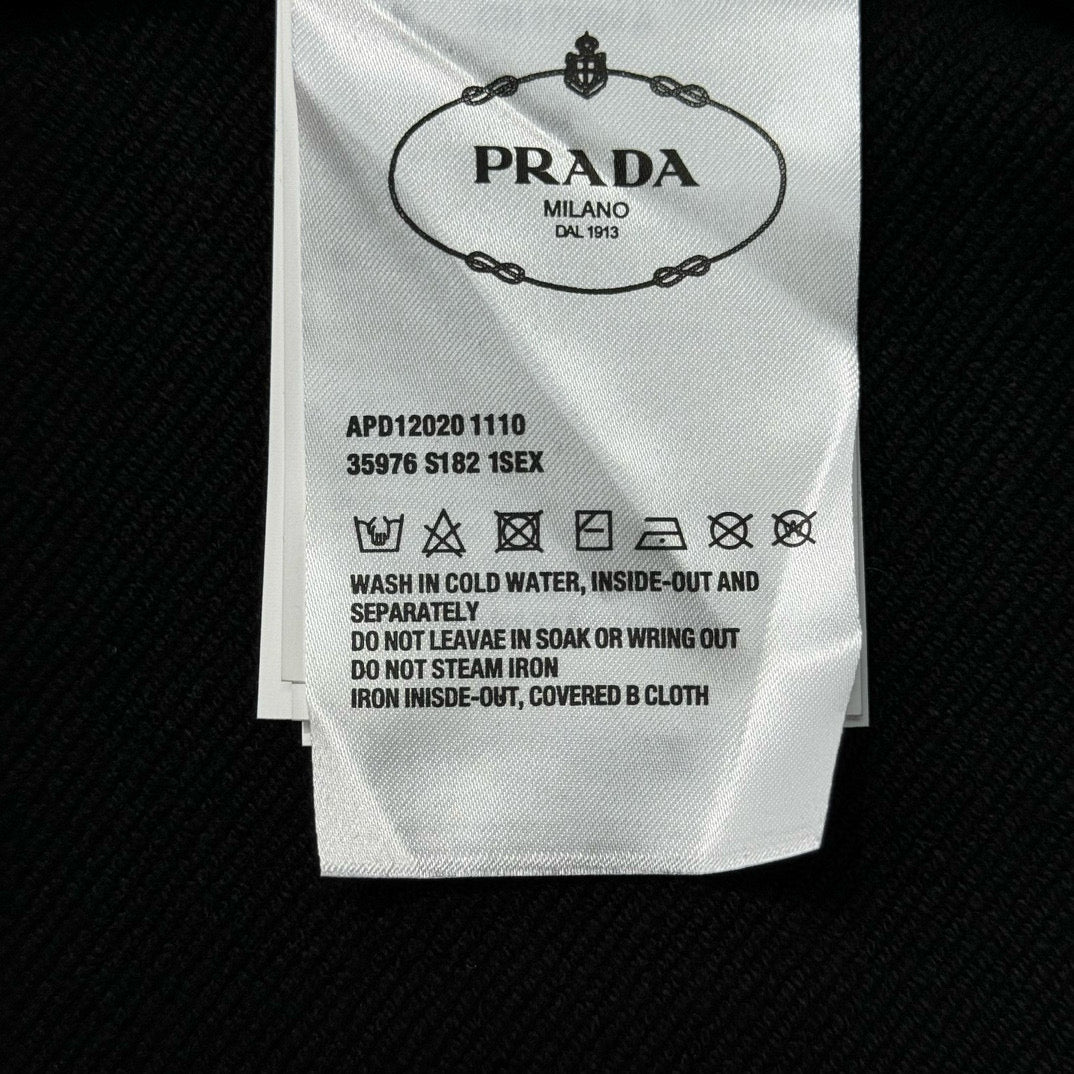 PRADA
MILANO
DAL 1913
APD12020 1110
35976 S182 1SEX
WASH IN COLD WATER, INSIDE-OUT AND
SEPARATELY
DO NOT LEAVAE IN SOAK OR WRING OUT
DO NOT STEAM IRON
IRON INISDE-OUT, COVERED B CLOTH